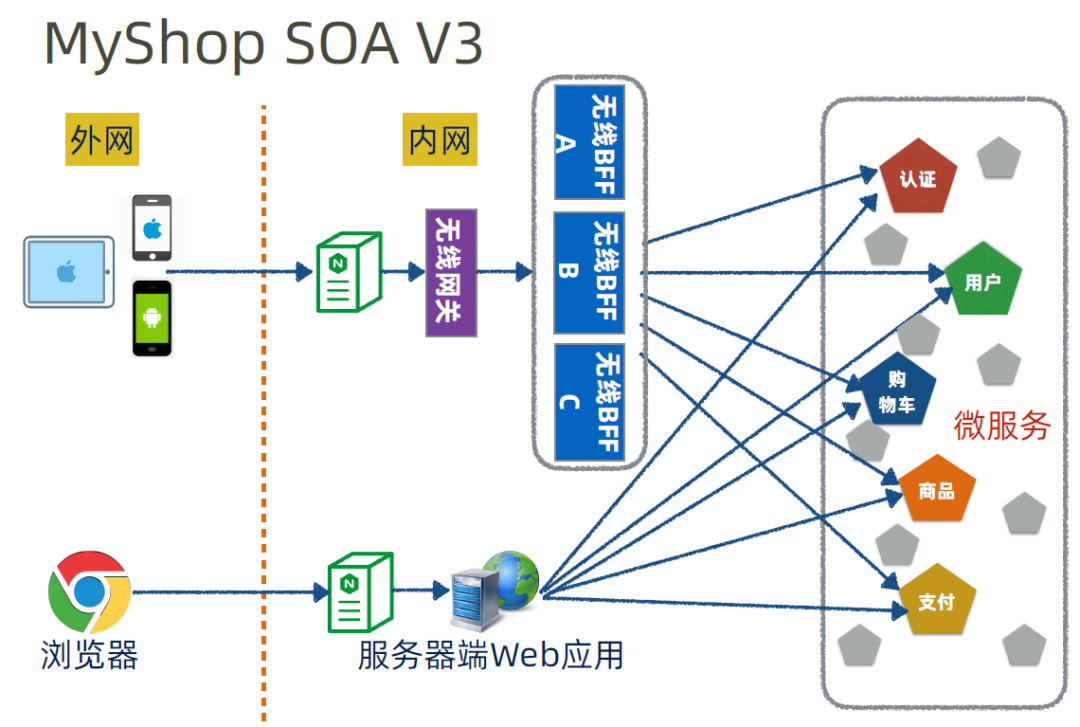 MyShop SOA V3
外网
内网
无线网关
无线BFF
A
无线BFF
B
无线BFF
C
认证
用户
购
物车
微服务
商品
支付
N
N
浏览器
服务器端Web应用